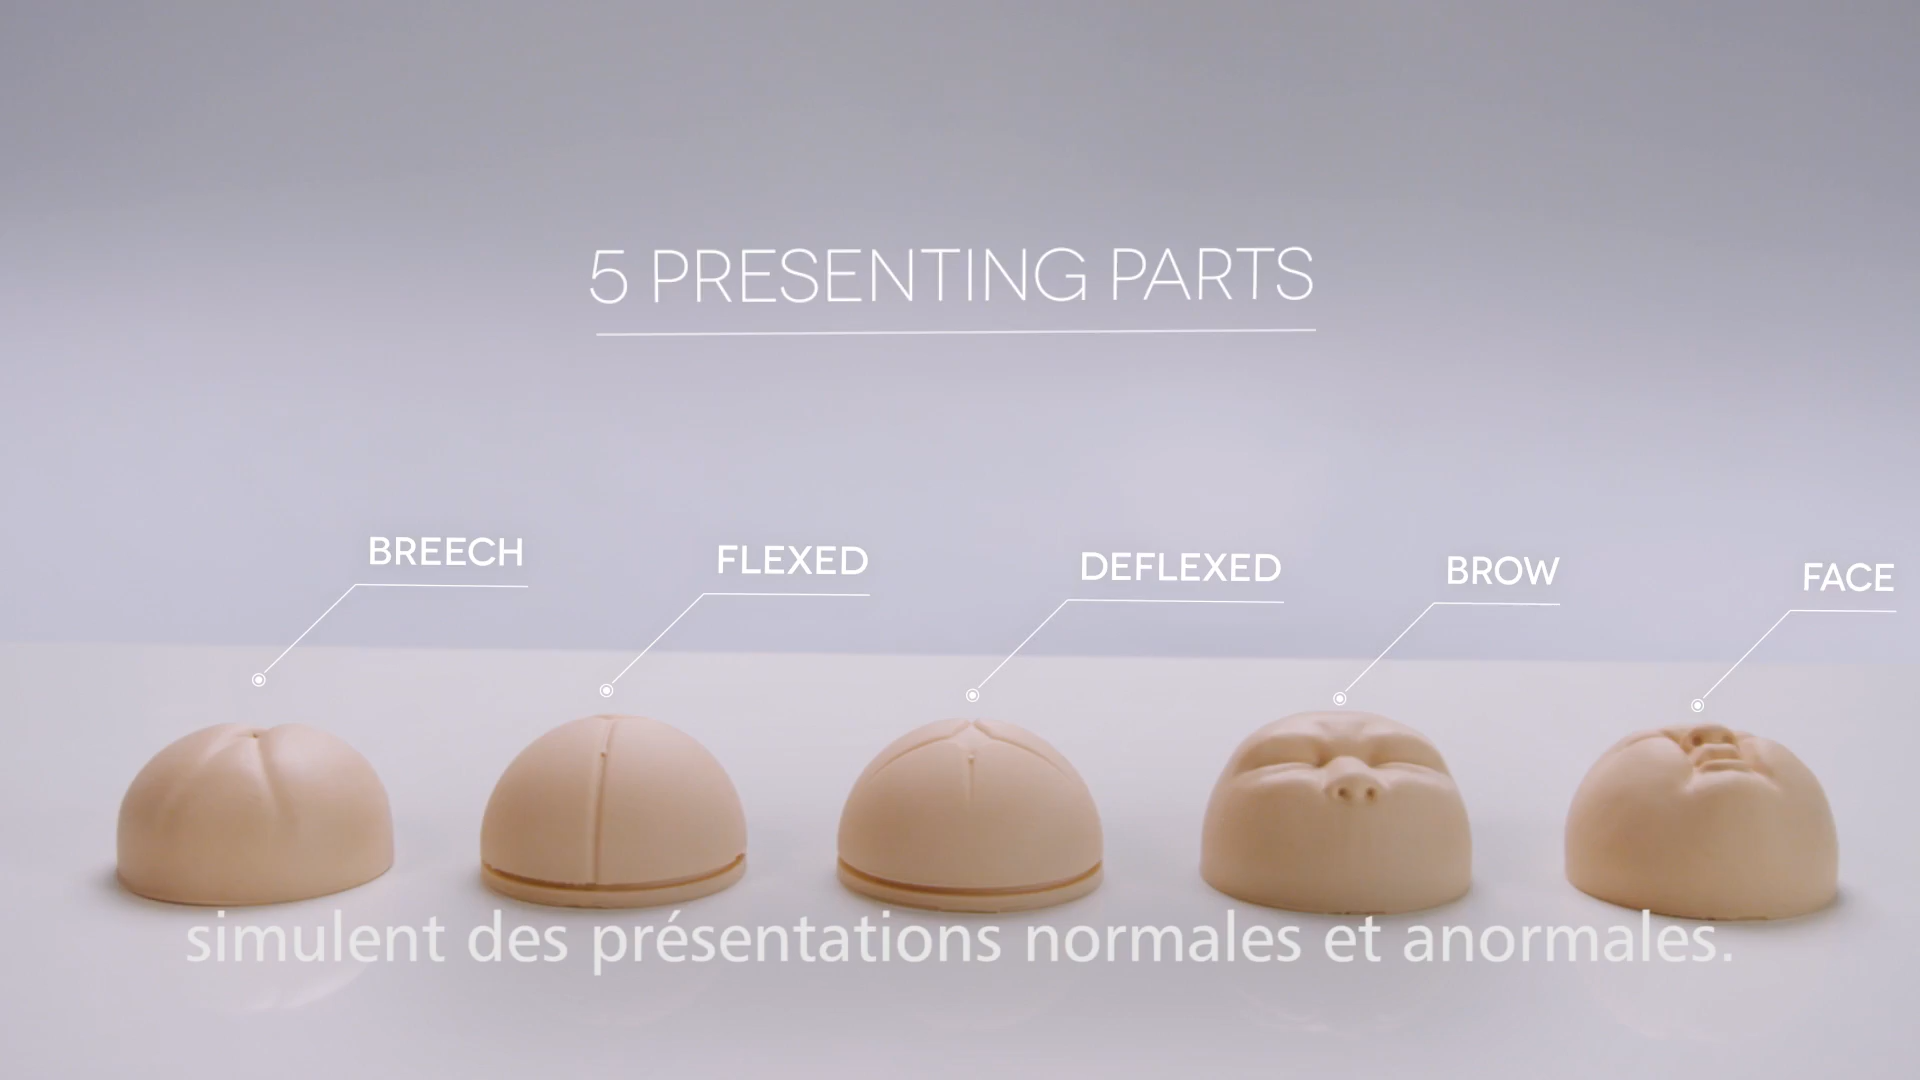 5 PRESENTING PARTS
BREECH
FLEXED
DEFLEXED
BROW
FACE
simulent des présentations normales et anormales.